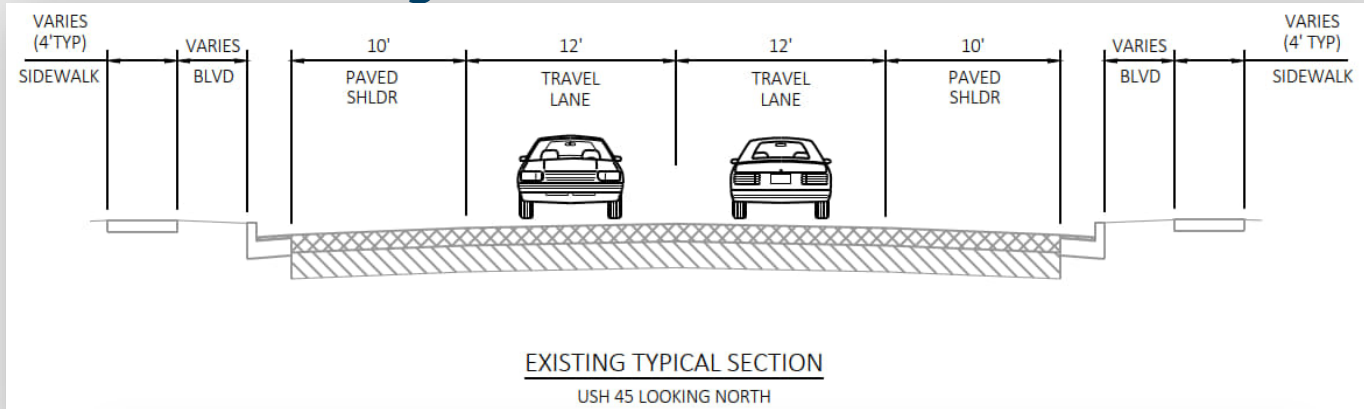 VARIES
(4'TYP)
SIDEWALK
VARIES
BLVD
10'
PAVED
SHLDR
12'
TRAVEL
LANE
12'
TRAVEL
LANE
10'
PAVED
SHLDR
VARIES
BLVD
VARIES
(4' TYP)
SIDEWALK
EXISTING TYPICAL SECTION
USH 45 LOOKING NORTH